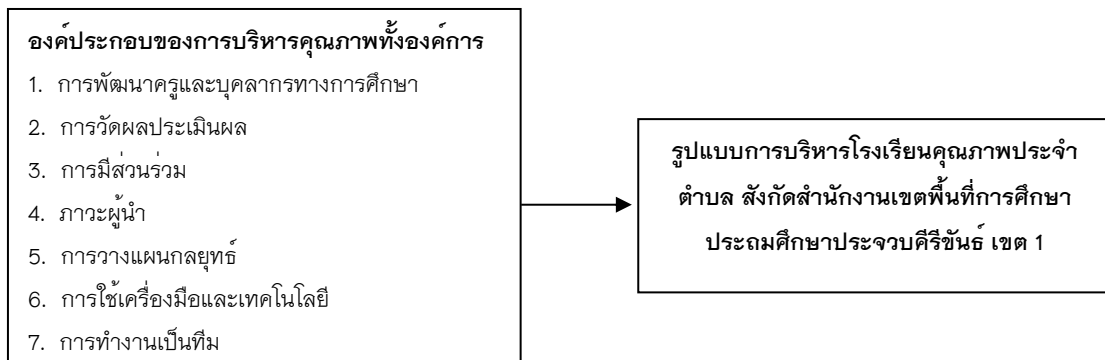 องค์ประกอบของการบริหารคุณภาพทั้งองค์การ
1. การพัฒนาครูและบุคลากรทางการศึกษา
2. การวัดผลประเมินผล
3. การมีส่วนร่วม
4. ภาวะผู้นำ
5. การวางแผนกลยุทธ์
6. การใช้เครื่องมือและเทคโนโลยี
7. การทำงานเป็นทีม
รูปแบบการบริหารโรงเรียนคุณภาพประจำ
ตำบล สังกัดสำนักงานเขตพื้นที่การศึกษา
ประถมศึกษาประจวบคีรีขันธ์ เขต 1